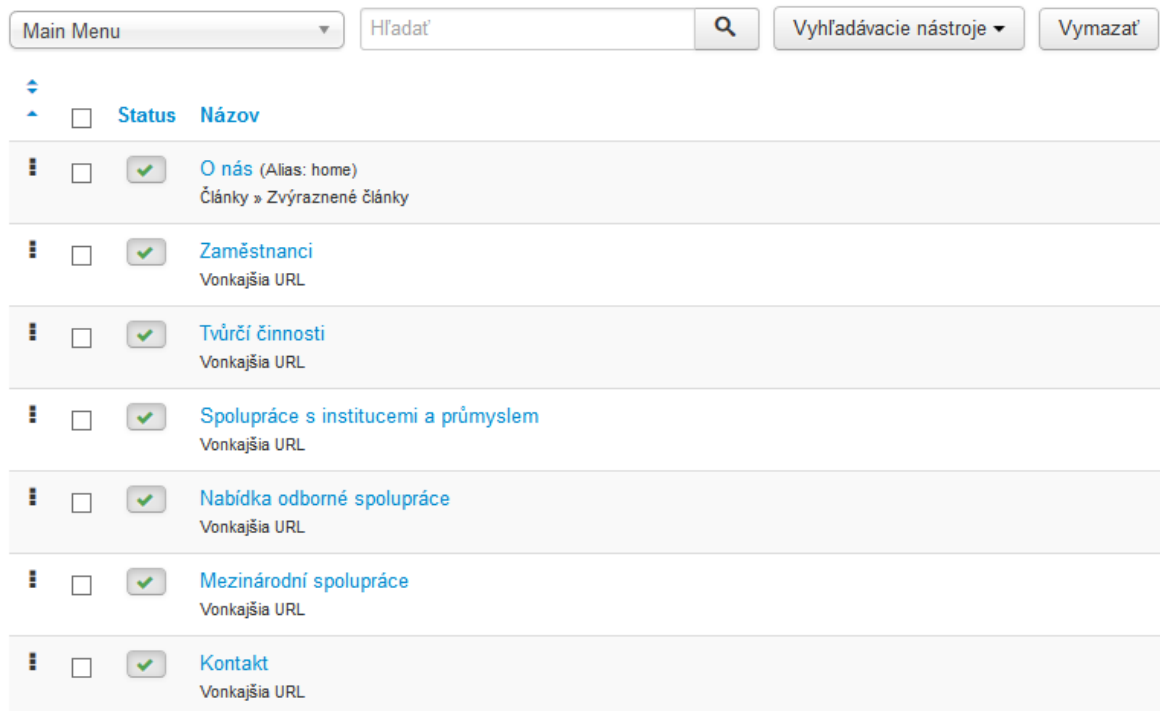 Main Menu Hľadať Vyhľadávacie nástroje Vymazať
Status Názov
O nás (Alias: home)
Články » Zvýraznené články
Zaměstnanci
Vonkajšia URL
Tvůrčí činnosti
Vonkajšia URL
Spolupráce s institucemi a průmyslem
Vonkajšia URL
Nabídka odborné spolupráce
Vonkajšia URL
Mezinárodní spolupráce
Vonkajšia URL
Kontakt
Vonkajšia URL